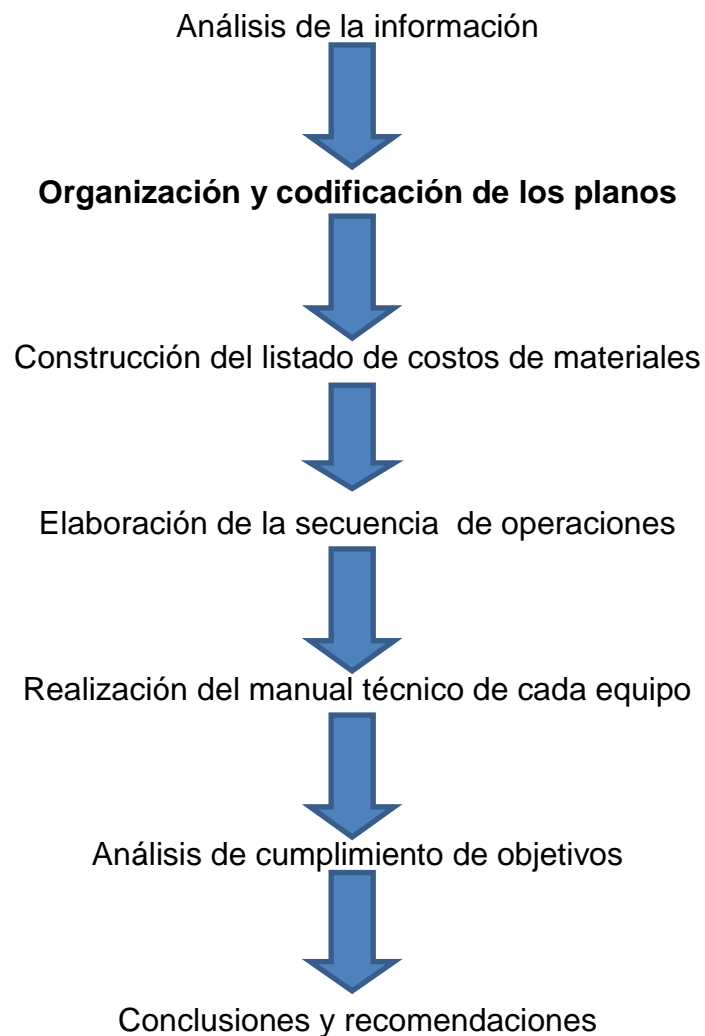 Análisis de la información
Organización y codificación de los planos
Construcción del listado de costos de materiales
Elaboración de la secuencia  de operaciones
Realización del manual técnico de cada equipo
Análisis de cumplimiento de objetivos
Conclusiones y recomendaciones